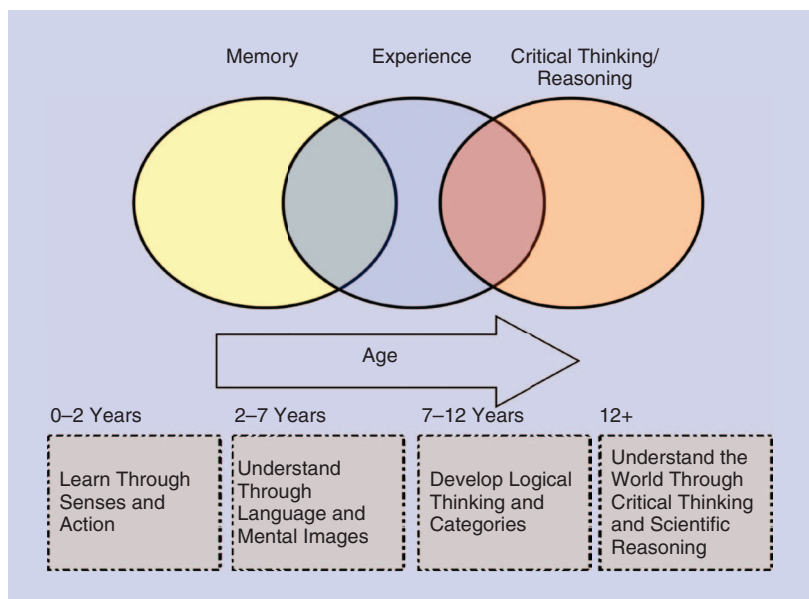 Memory
Experience
Critical Thinking/
Reasoning
Age
0–2 Years
2–7 Years
7–12 Years
12+
Learn Through
Senses and
Action
Understand
Through
Language and
Mental Images
Develop Logical
Thinking and
Categories
Understand the
World Through
Critical Thinking
and Scientific
Reasoning